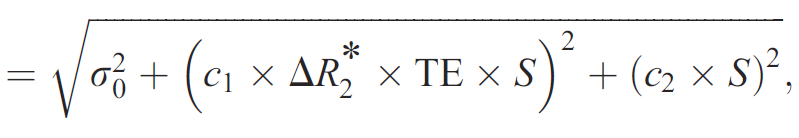 = √(σ₀² + (c₁ × ΔR₂* × TE × S)² + (c₂ × S)²),